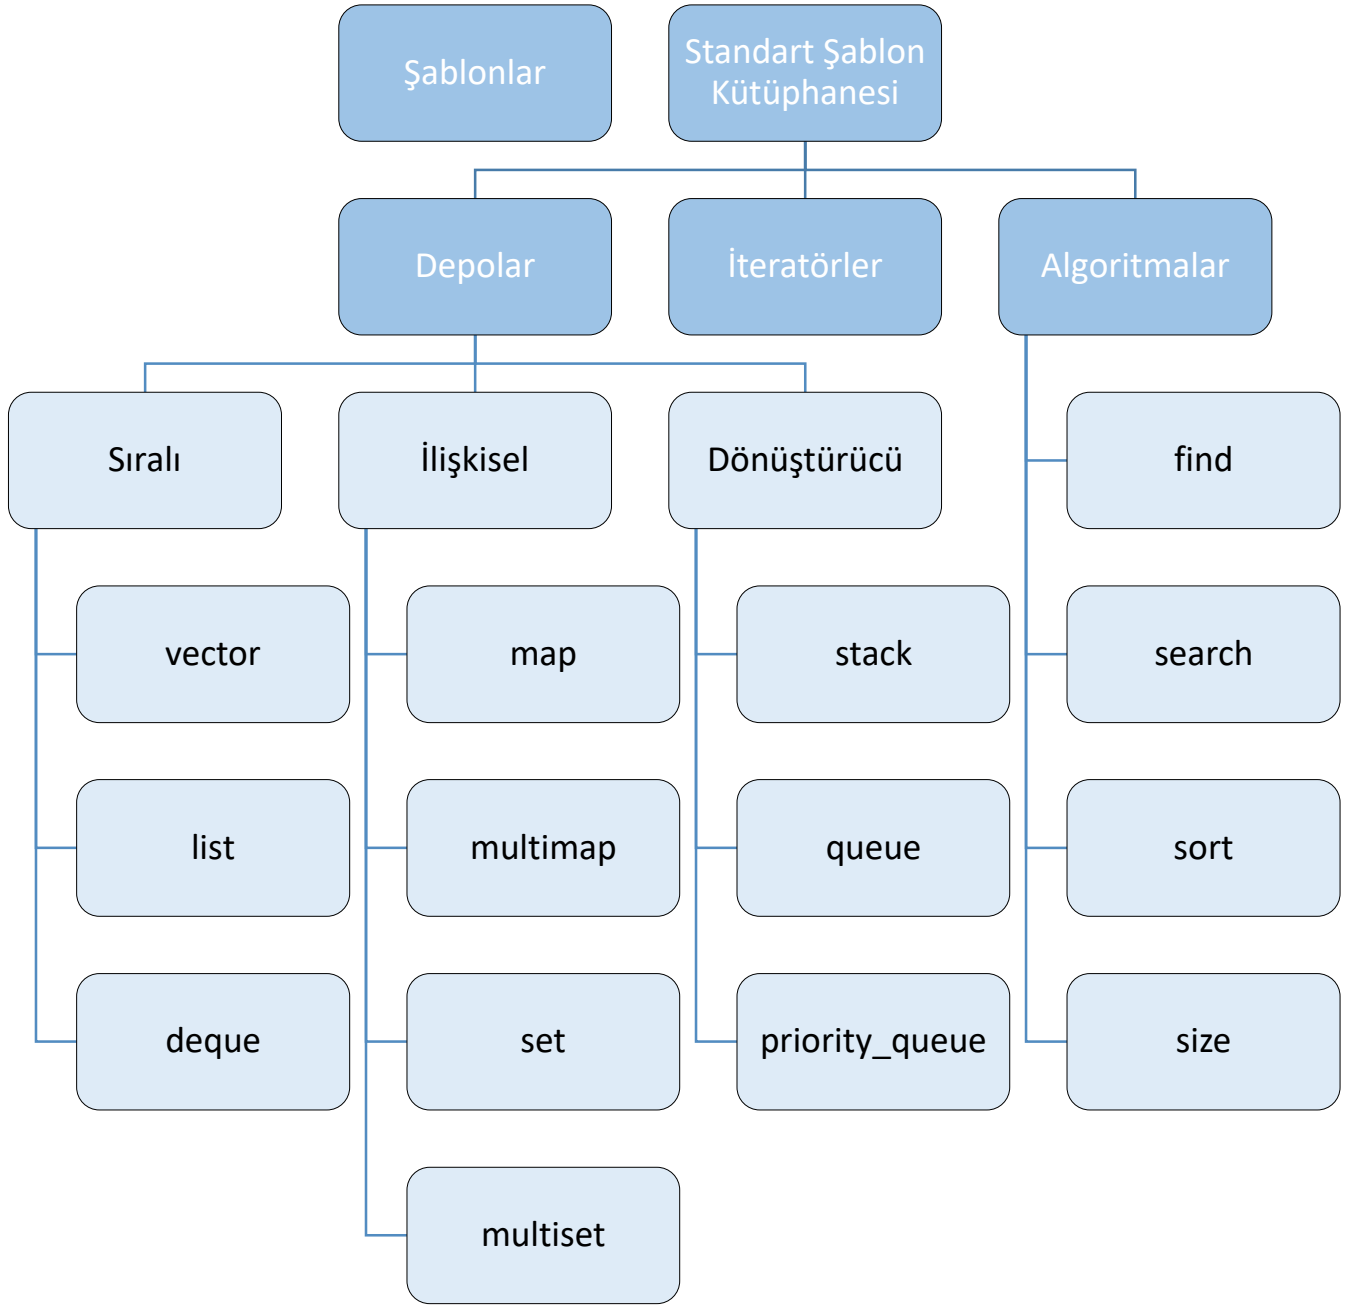 Şablonlar
Standart Şablon
Kütüphanesi
Depolar
İteratörler
Algoritmalar
Sıralı
İlişkisel
Dönüştürücü
find
vector
map
stack
search
list
multimap
queue
sort
deque
set
priority_queue
size
multiset